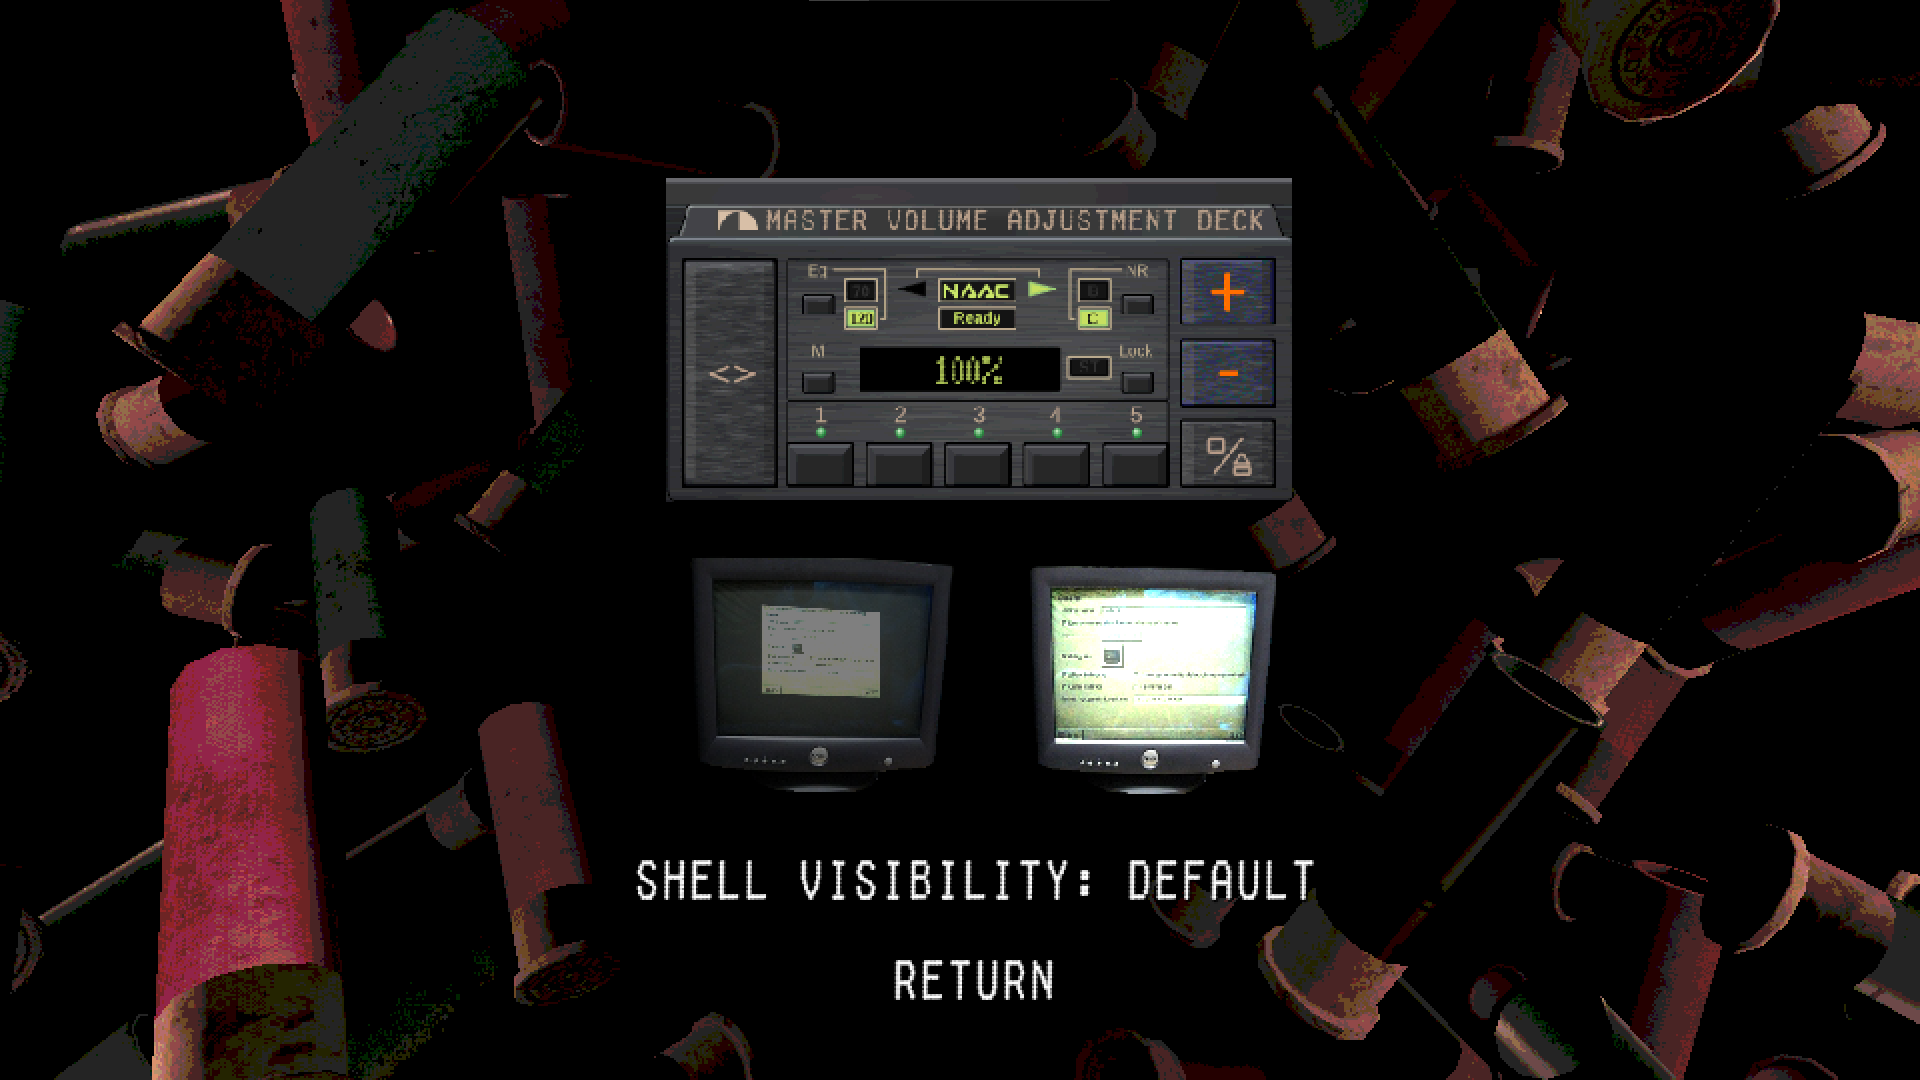 MASTER VOLUME ADJUSTMENT DECK
Eq
70
120
NAAC
Ready
B
C
NR
M
100%
ST
Lock
<>
+
-
1 2 3 4 5
SHELL VISIBILITY: DEFAULT
RETURN